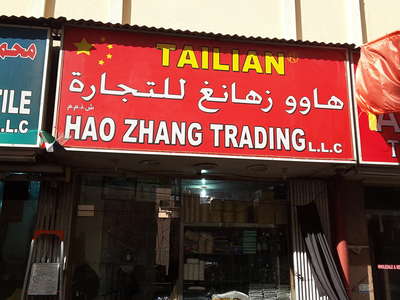 TAILIAN
هاوو زهانغ للتجارة
ش.ذ.م.م
HAO ZHANG TRADING L.L.C
TILE
L.L.C